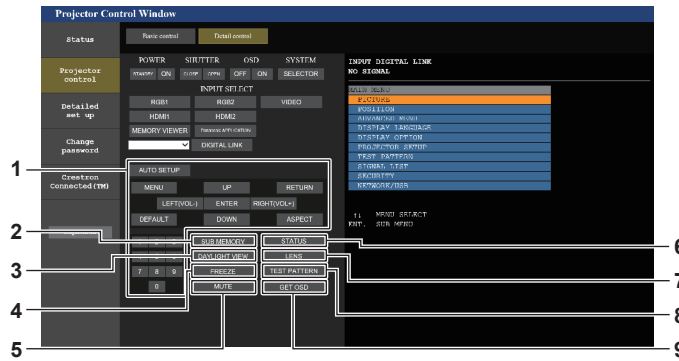 Projector Control Window
Status
Basic control Detail control
POWER SHUTTER OSD SYSTEM
STANDBY ON CLOSE OPEN OFF ON SELECTOR
Projector control
INPUT SELECT
RGB1 RGB2 VIDEO
HDMI1 HDMI2
MEMORY VIEWER Panasonic APPLICATION
DIGITAL LINK
Detailed set up
Change password
Crestron Connected(TM)
AUTO SETUP
MENU UP RETURN
LEFT(VOL-) ENTER RIGHT(VOL+)
DEFAULT DOWN ASPECT
SUB MEMORY STATUS
DAYLIGHT VIEW LENS
7 8 9 FREEZE TEST PATTERN
0 MUTE GET OSD
INPUT DIGITAL LINK
NO SIGNAL
MAIN MENU
PICTURE
POSITION
ADVANCED MENU
DISPLAY LANGUAGE
DISPLAY OPTION
PROJECTOR SETUP
TEST PATTERN
SIGNAL LIST
SECURITY
NETWORK/USB
↑↓ MENU SELECT
ENT. SUB MENU
1
2
3
4
5
6
7
8
9